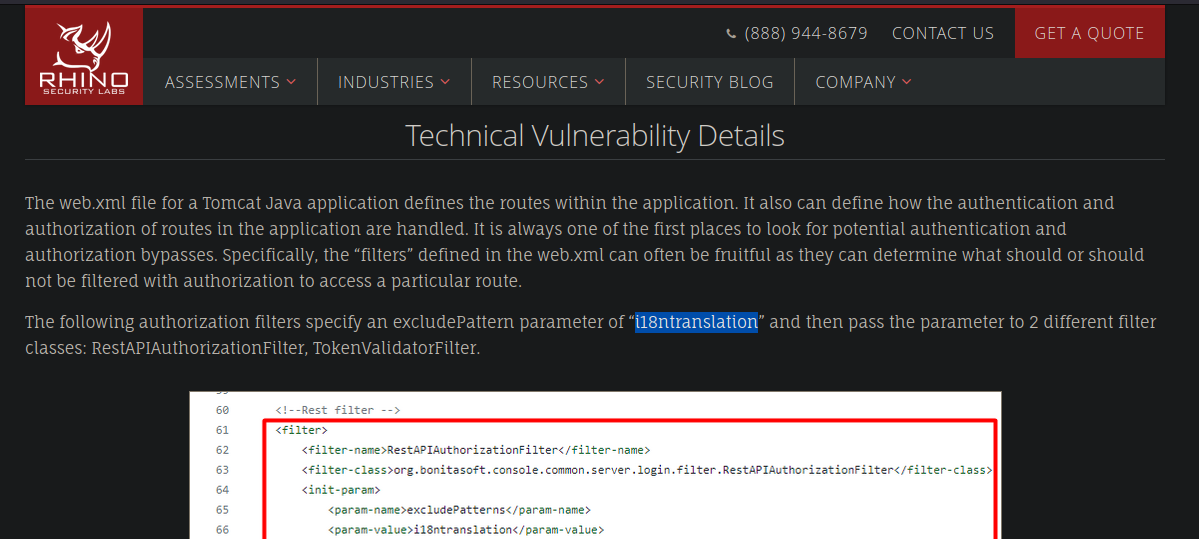 (888) 944-8679 CONTACT US GET A QUOTE
RHINO
SECURITY LABS
ASSESSMENTS INDUSTRIES RESOURCES SECURITY BLOG COMPANY
Technical Vulnerability Details
The web.xml file for a Tomcat Java application defines the routes within the application. It also can define how the authentication and
authorization of routes in the application are handled. It is always one of the first places to look for potential authentication and
authorization bypasses. Specifically, the “filters” defined in the web.xml can often be fruitful as they can determine what should or should
not be filtered with authorization to access a particular route.
The following authorization filters specify an excludePattern parameter of “i18ntranslation” and then pass the parameter to 2 different filter
classes: RestAPIAuthorizationFilter, TokenValidatorFilter.
60 <!--Rest filter -->
61 <filter>
62 <filter-name>RestAPIAuthorizationFilter</filter-name>
63 <filter-class>org.bonitasoft.console.common.server.login.filter.RestAPIAuthorizationFilter</filter-class>
64 <init-param>
65 <param-name>excludePatterns</param-name>
66 <param-value>i18ntranslation</param-value>